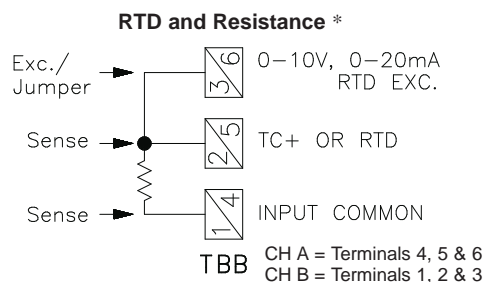 RTD and Resistance *
Exc./
Jumper
3/6
0-10V, 0-20mA
RTD EXC.
Sense
2/5
TC+ OR RTD
Sense
1/4
INPUT COMMON
TBB
CH A = Terminals 4, 5 & 6
CH B = Terminals 1, 2 & 3